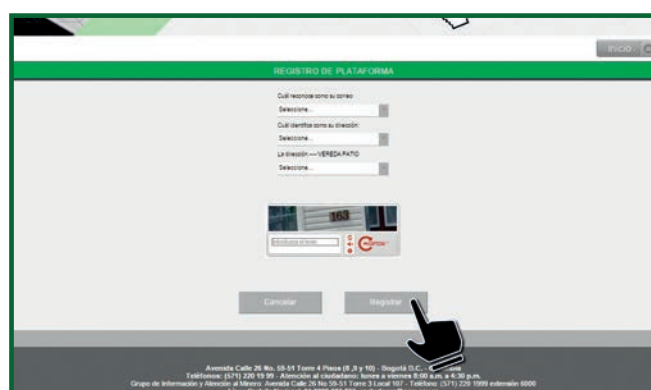 Inicio
REGISTRO DE PLATAFORMA
Cuál reconoce como su correo:
Seleccione...
Cuál identifica como su dirección:
Seleccione...
La dirección ---- VEREDA PATIO
Seleccione...
163
Cancelar
Registrar
Avenida Calle 26 No. 59-51 Torre 4 Pisos (8 ,9 y 10) - Bogotá D.C. -
Teléfonos: (571) 220 19 99 - Atención al ciudadano: lunes a viernes 8:00 a.m. a 4:30 p.m.
Grupo de Información y Atención al Minero: Avenida Calle 26 No 59-51 Torre 3 Local 107 - Teléfono: (571) 220 1999 extensión 6000